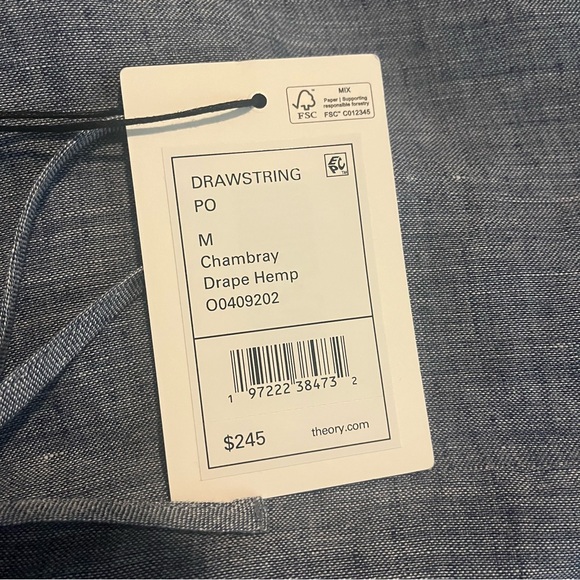 FSC
MIX
Paper | Supporting
responsible forestry
FSC™ C012345
DRAWSTRING
PO
M
Chambray
Drape Hemp
O0409202
1 97222 38473 2
$245
theory.com